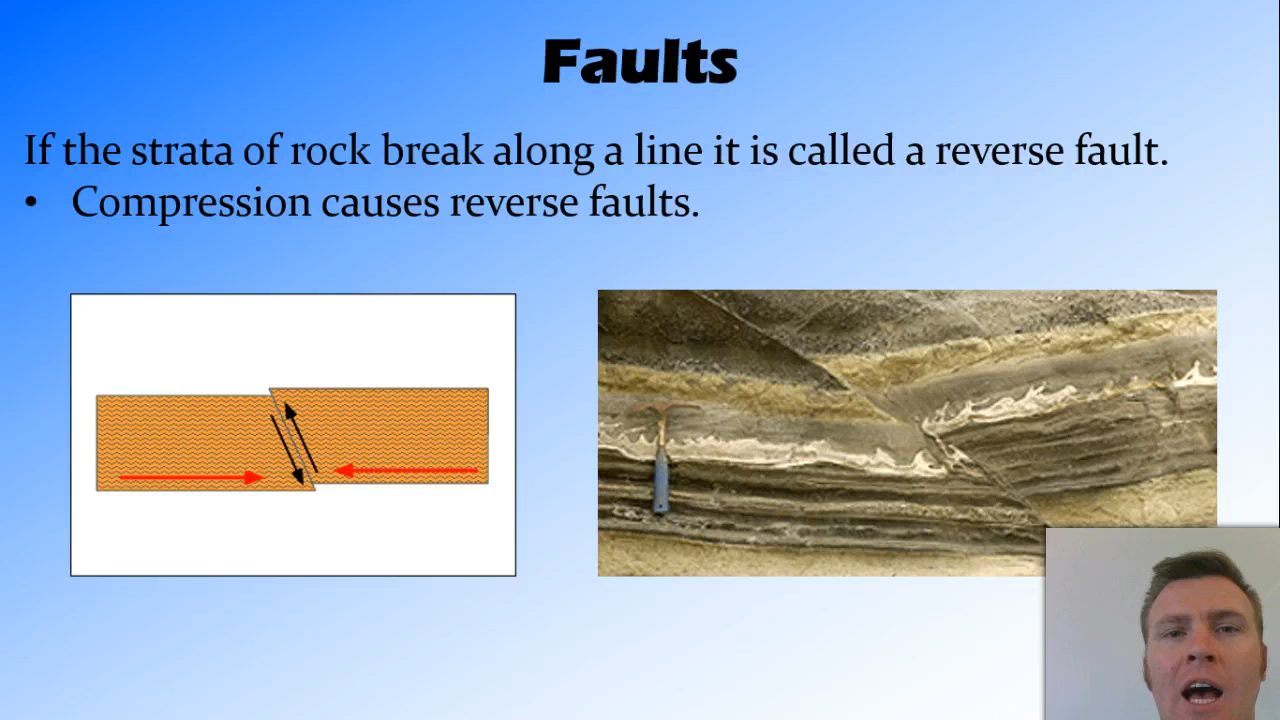 Faults
If the strata of rock break along a line it is called a reverse fault.
• Compression causes reverse faults.